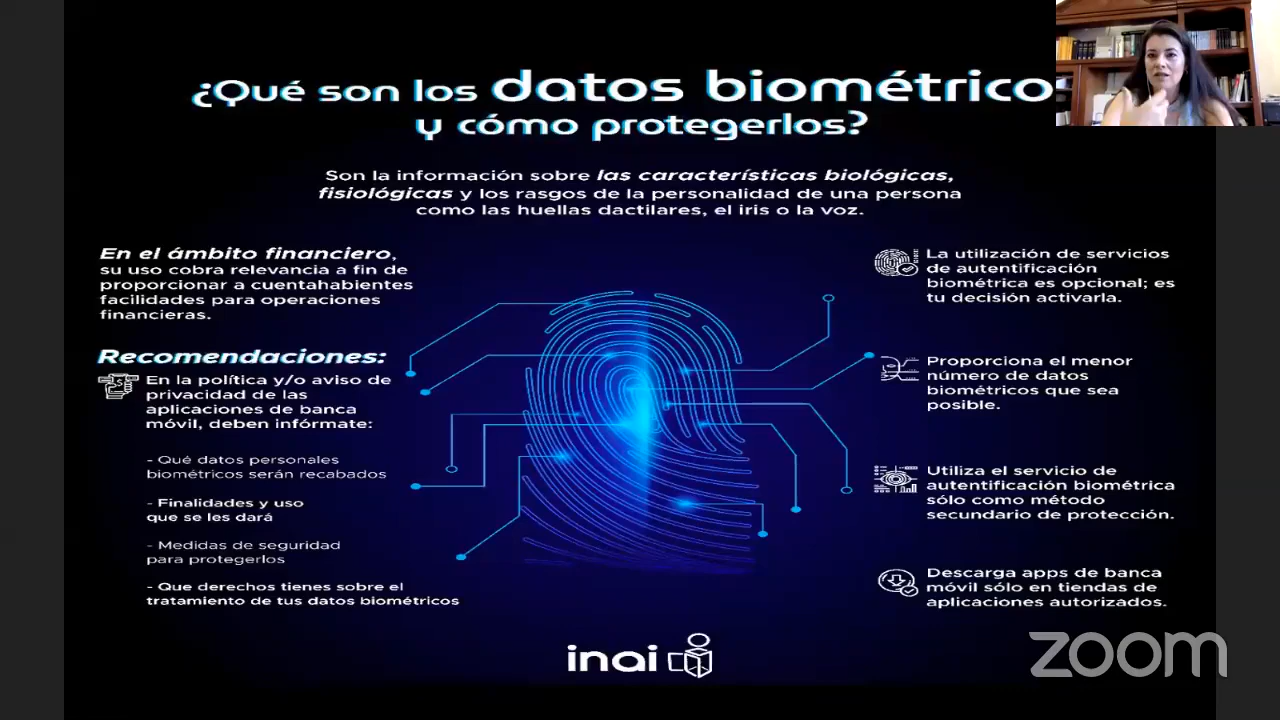 ¿Qué son los datos biométrico
y cómo protegerlos?
Son la información sobre las características biológicas,
fisiológicas y los rasgos de la personalidad de una persona
como las huellas dactilares, el iris o la voz.
En el ámbito financiero,
su uso cobra relevancia a fin de
proporcionar a cuentahabientes
facilidades para operaciones
financieras.
Recomendaciones:
En la política y/o aviso de
privacidad de las
aplicaciones de banca
móvil, deben infórmate:
- Qué datos personales
biométricos serán recabados
- Finalidades y uso
que se les dará
- Medidas de seguridad
para protegerlos
- Que derechos tienes sobre el
tratamiento de tus datos biométricos
La utilización de servicios
de autentificación
biométrica es opcional; es
tu decisión activarla.
Proporciona el menor
número de datos
biométricos que sea
posible.
Utiliza el servicio de
autentificación biométrica
sólo como método
secundario de protección.
Descarga apps de banca
móvil sólo en tiendas de
aplicaciones autorizados.
inai
zoom